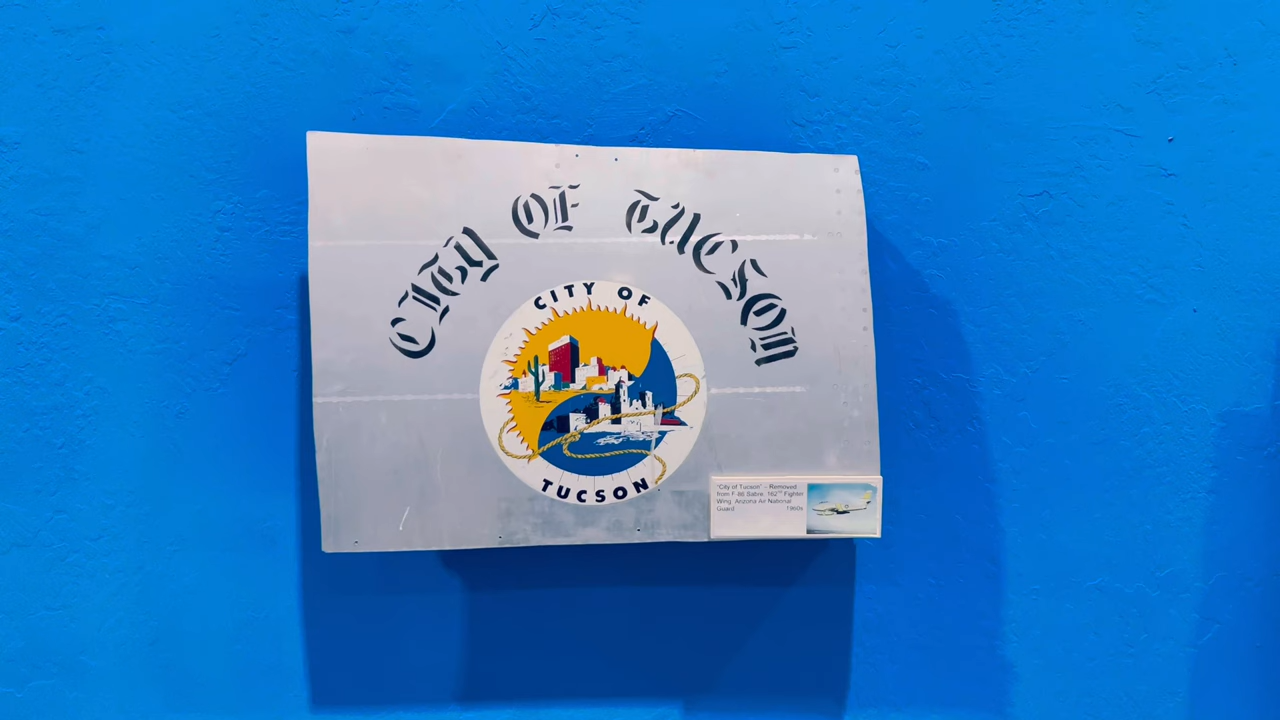 CITY OF TUCSON
CITY OF
TUCSON
"City of Tucson" – Removed
from F-86 Sabre, 162nd Fighter
Wing, Arizona Air National
Guard 1960s